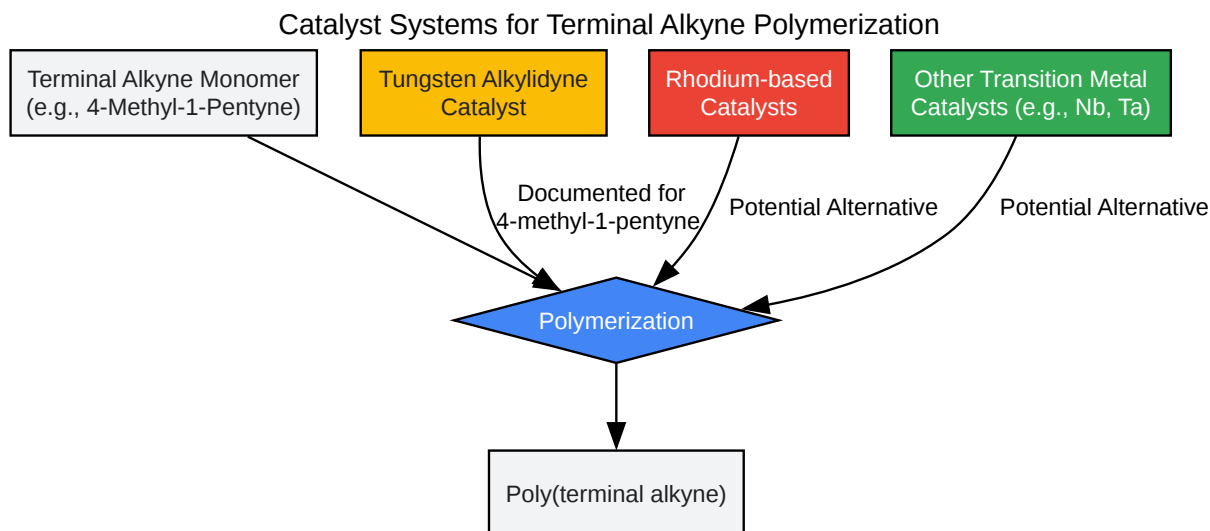 Catalyst Systems for Terminal Alkyne Polymerization
Terminal Alkyne Monomer
(e.g., 4-Methyl-1-Pentyne)
Tungsten Alkylidyne
Catalyst
Rhodium-based
Catalysts
Other Transition Metal
Catalysts (e.g., Nb, Ta)
Documented for
4-methyl-1-pentyne
Potential Alternative
Potential Alternative
Polymerization
Poly(terminal alkyne)